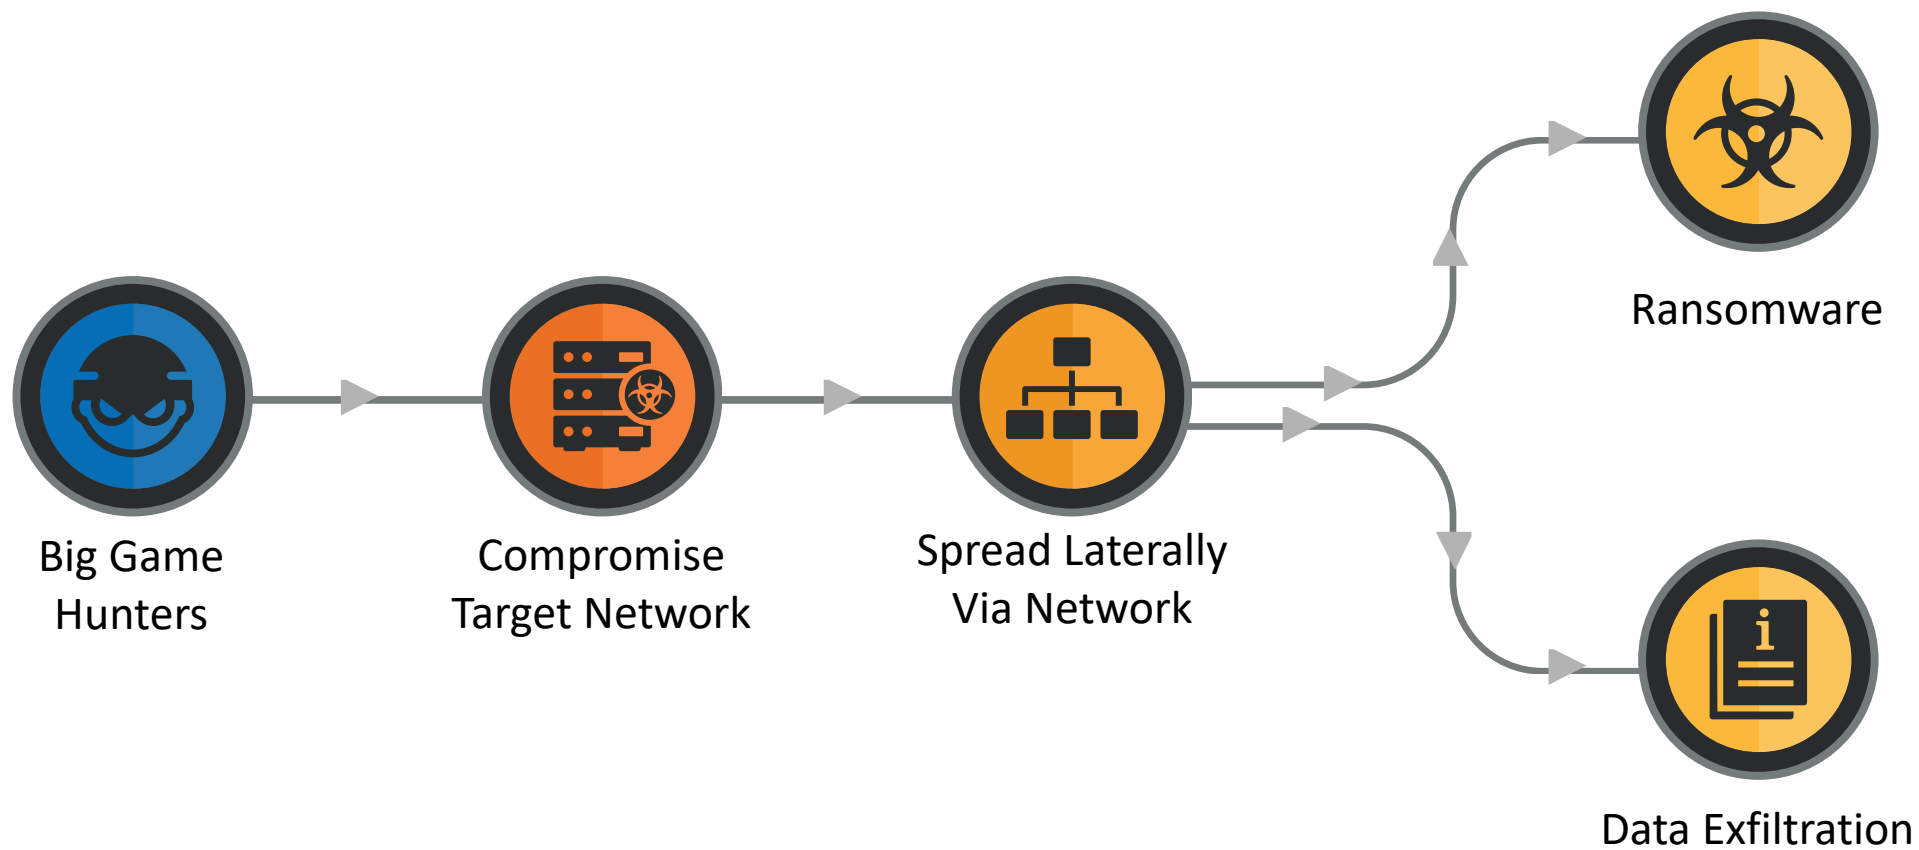 Big Game
Hunters
Compromise
Target Network
Spread Laterally
Via Network
Ransomware
i
Data Exfiltration